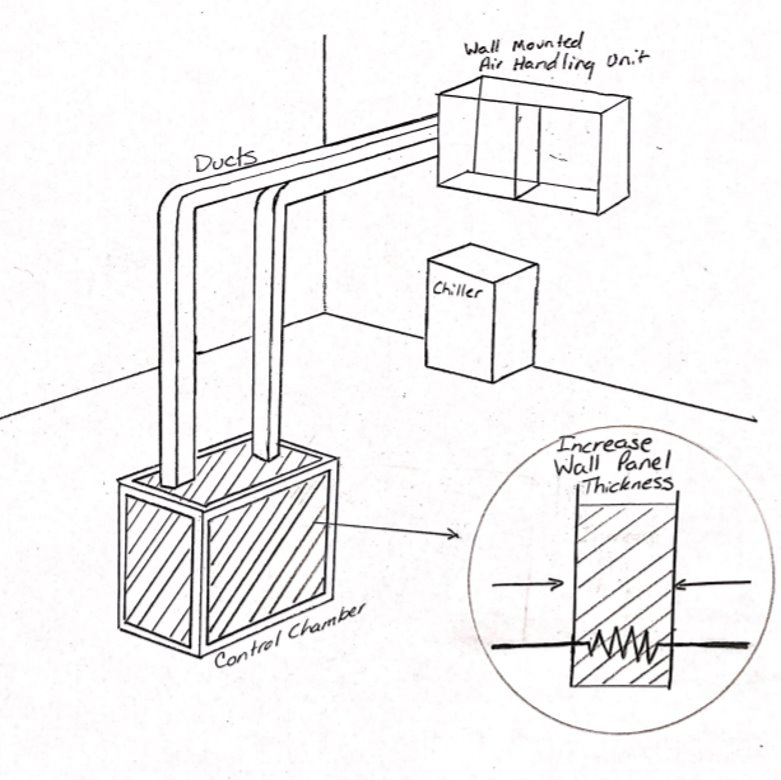 Wall Mounted
Air Handling Unit
Ducts
Chiller
Increase
Wall Panel
Thickness
Control Chamber